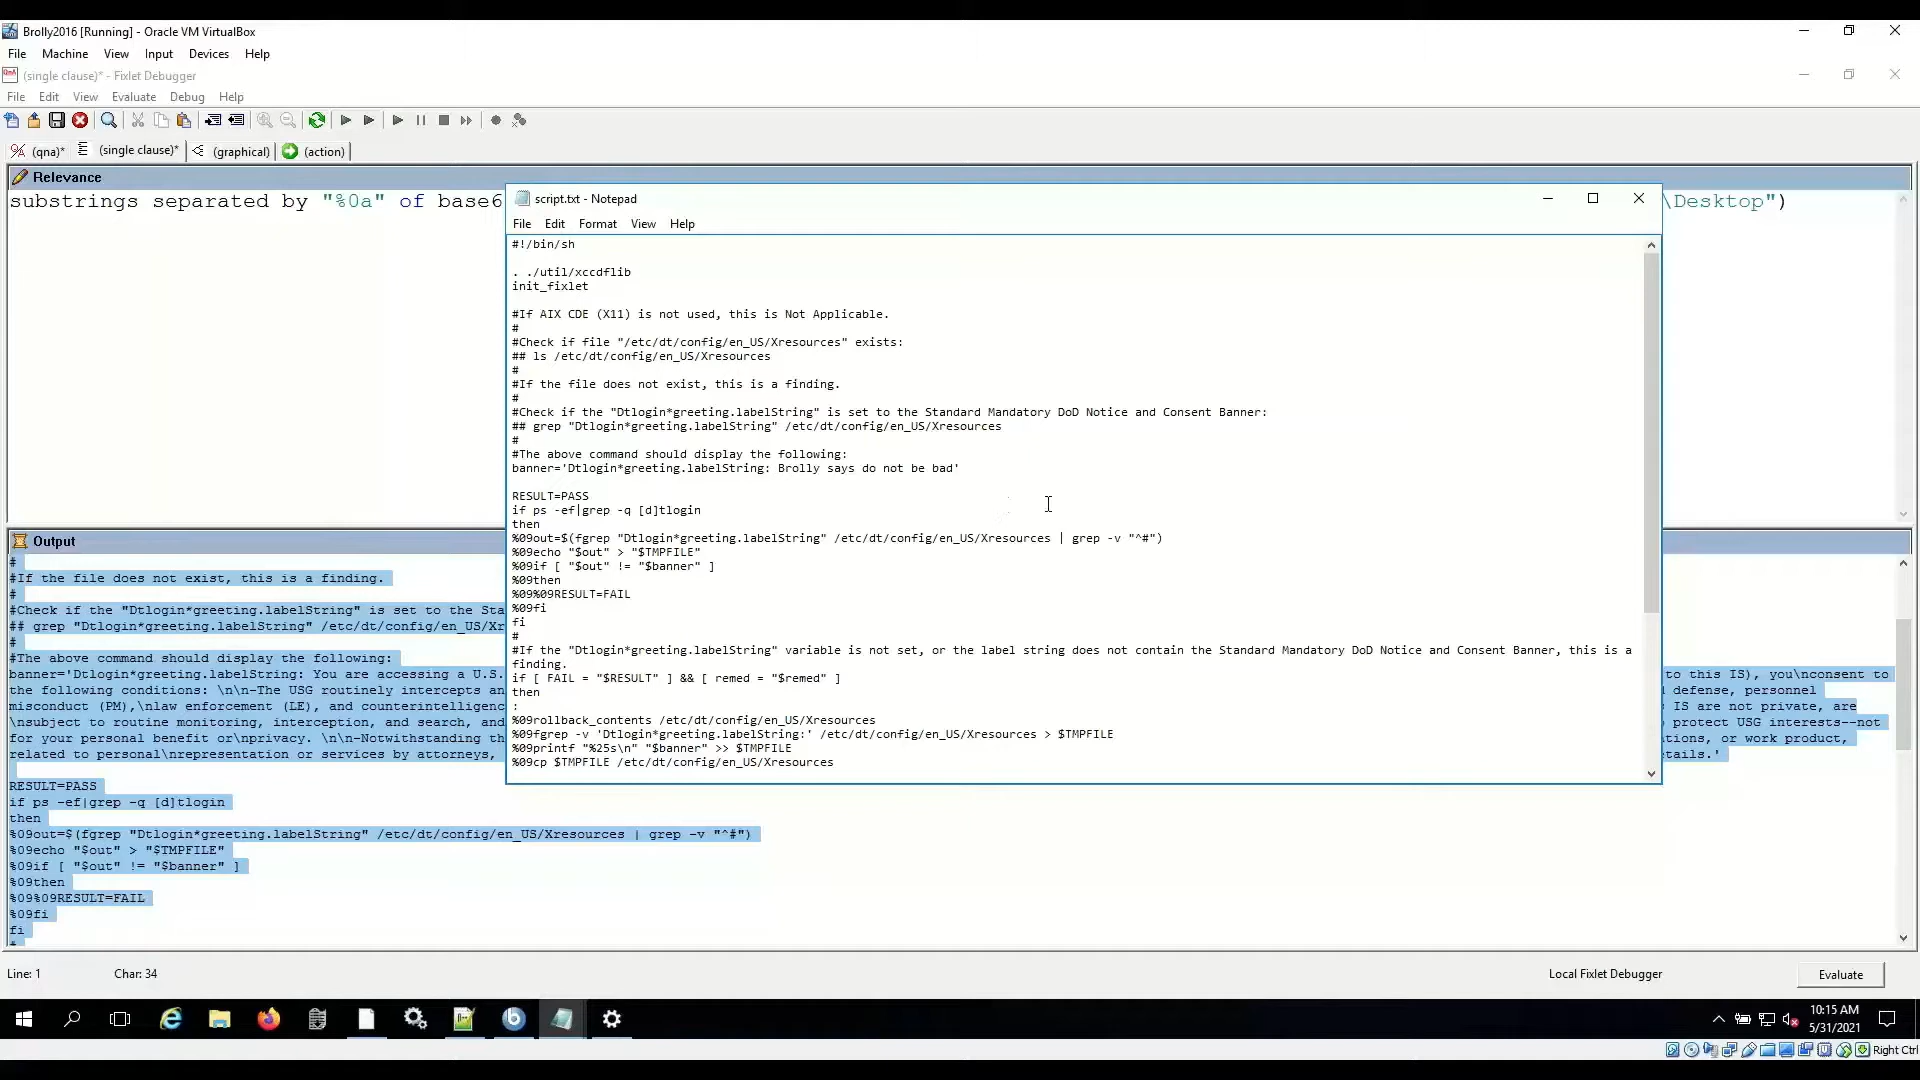 Brolly2016 [Running] - Oracle VM VirtualBox
File Machine View Input Devices Help
(single clause)* - Fixlet Debugger
File Edit View Evaluate Debug Help
(qna)* (single clause)* (graphical) (action)
Relevance
substrings separated by "%0a" of base6
\Desktop")
script.txt - Notepad
File Edit Format View Help
#!/bin/sh
. ./util/xccdflib
init_fixlet
#If AIX CDE (X11) is not used, this is Not Applicable.
#
#Check if file "/etc/dt/config/en_US/Xresources" exists:
## ls /etc/dt/config/en_US/Xresources
#
#If the file does not exist, this is a finding.
#
#Check if the "Dtlogin*greeting.labelString" is set to the Standard Mandatory DoD Notice and Consent Banner:
## grep "Dtlogin*greeting.labelString" /etc/dt/config/en_US/Xresources
#
#The above command should display the following:
banner='Dtlogin*greeting.labelString: Brolly says do not be bad'
RESULT=PASS
if ps -ef|grep -q [d]tlogin
then
%09out=$(fgrep "Dtlogin*greeting.labelString" /etc/dt/config/en_US/Xresources | grep -v "^#")
%09echo "$out" > "$TMPFILE"
%09if [ "$out" != "$banner" ]
%09then
%09%09RESULT=FAIL
%09fi
fi
#
#If the "Dtlogin*greeting.labelString" variable is not set, or the label string does not contain the Standard Mandatory DoD Notice and Consent Banner, this is a
finding.
if [ FAIL = "$RESULT" ] && [ remed = "$remed" ]
then
:
%09rollback_contents /etc/dt/config/en_US/Xresources
%09fgrep -v 'Dtlogin*greeting.labelString:' /etc/dt/config/en_US/Xresources > $TMPFILE
%09printf "%25s\n" "$banner" >> $TMPFILE
%09cp $TMPFILE /etc/dt/config/en_US/Xresources
Output
#
#If the file does not exist, this is a finding.
#
#Check if the "Dtlogin*greeting.labelString" is set to the Sta
## grep "Dtlogin*greeting.labelString" /etc/dt/config/en_US/Xr
#
#The above command should display the following:
banner='Dtlogin*greeting.labelString: You are accessing a U.S. to this IS), you\nconsent to
the following conditions: \n\n-The USG routinely intercepts an defense, personnel
misconduct (PM),\nlaw enforcement (LE), and counterintelligenc IS are not private, are
\nsubject to routine monitoring, interception, and search, and protect USG interests--not
for your personal benefit or\nprivacy. \n\n-Notwithstanding th tions, or work product,
related to personal\nrepresentation or services by attorneys, etails.'
RESULT=PASS
if ps -ef|grep -q [d]tlogin
then
%09out=$(fgrep "Dtlogin*greeting.labelString" /etc/dt/config/en_US/Xresources | grep -v "^#")
%09echo "$out" > "$TMPFILE"
%09if [ "$out" != "$banner" ]
%09then
%09%09RESULT=FAIL
%09fi
fi
#
Line: 1 Char: 34 Local Fixlet Debugger Evaluate
10:15 AM
5/31/2021
Right Ctrl